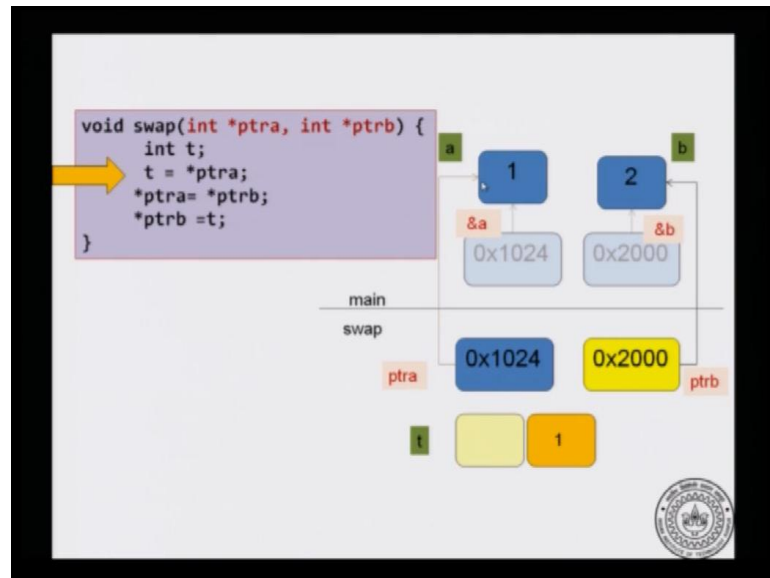 void swap(int *ptra, int *ptrb) {
int t;
t = *ptra;
*ptra= *ptrb;
*ptrb =t;
}
a
b
1
2
&a
&b
0x1024
0x2000
main
swap
0x1024
0x2000
ptra
ptrb
t
1